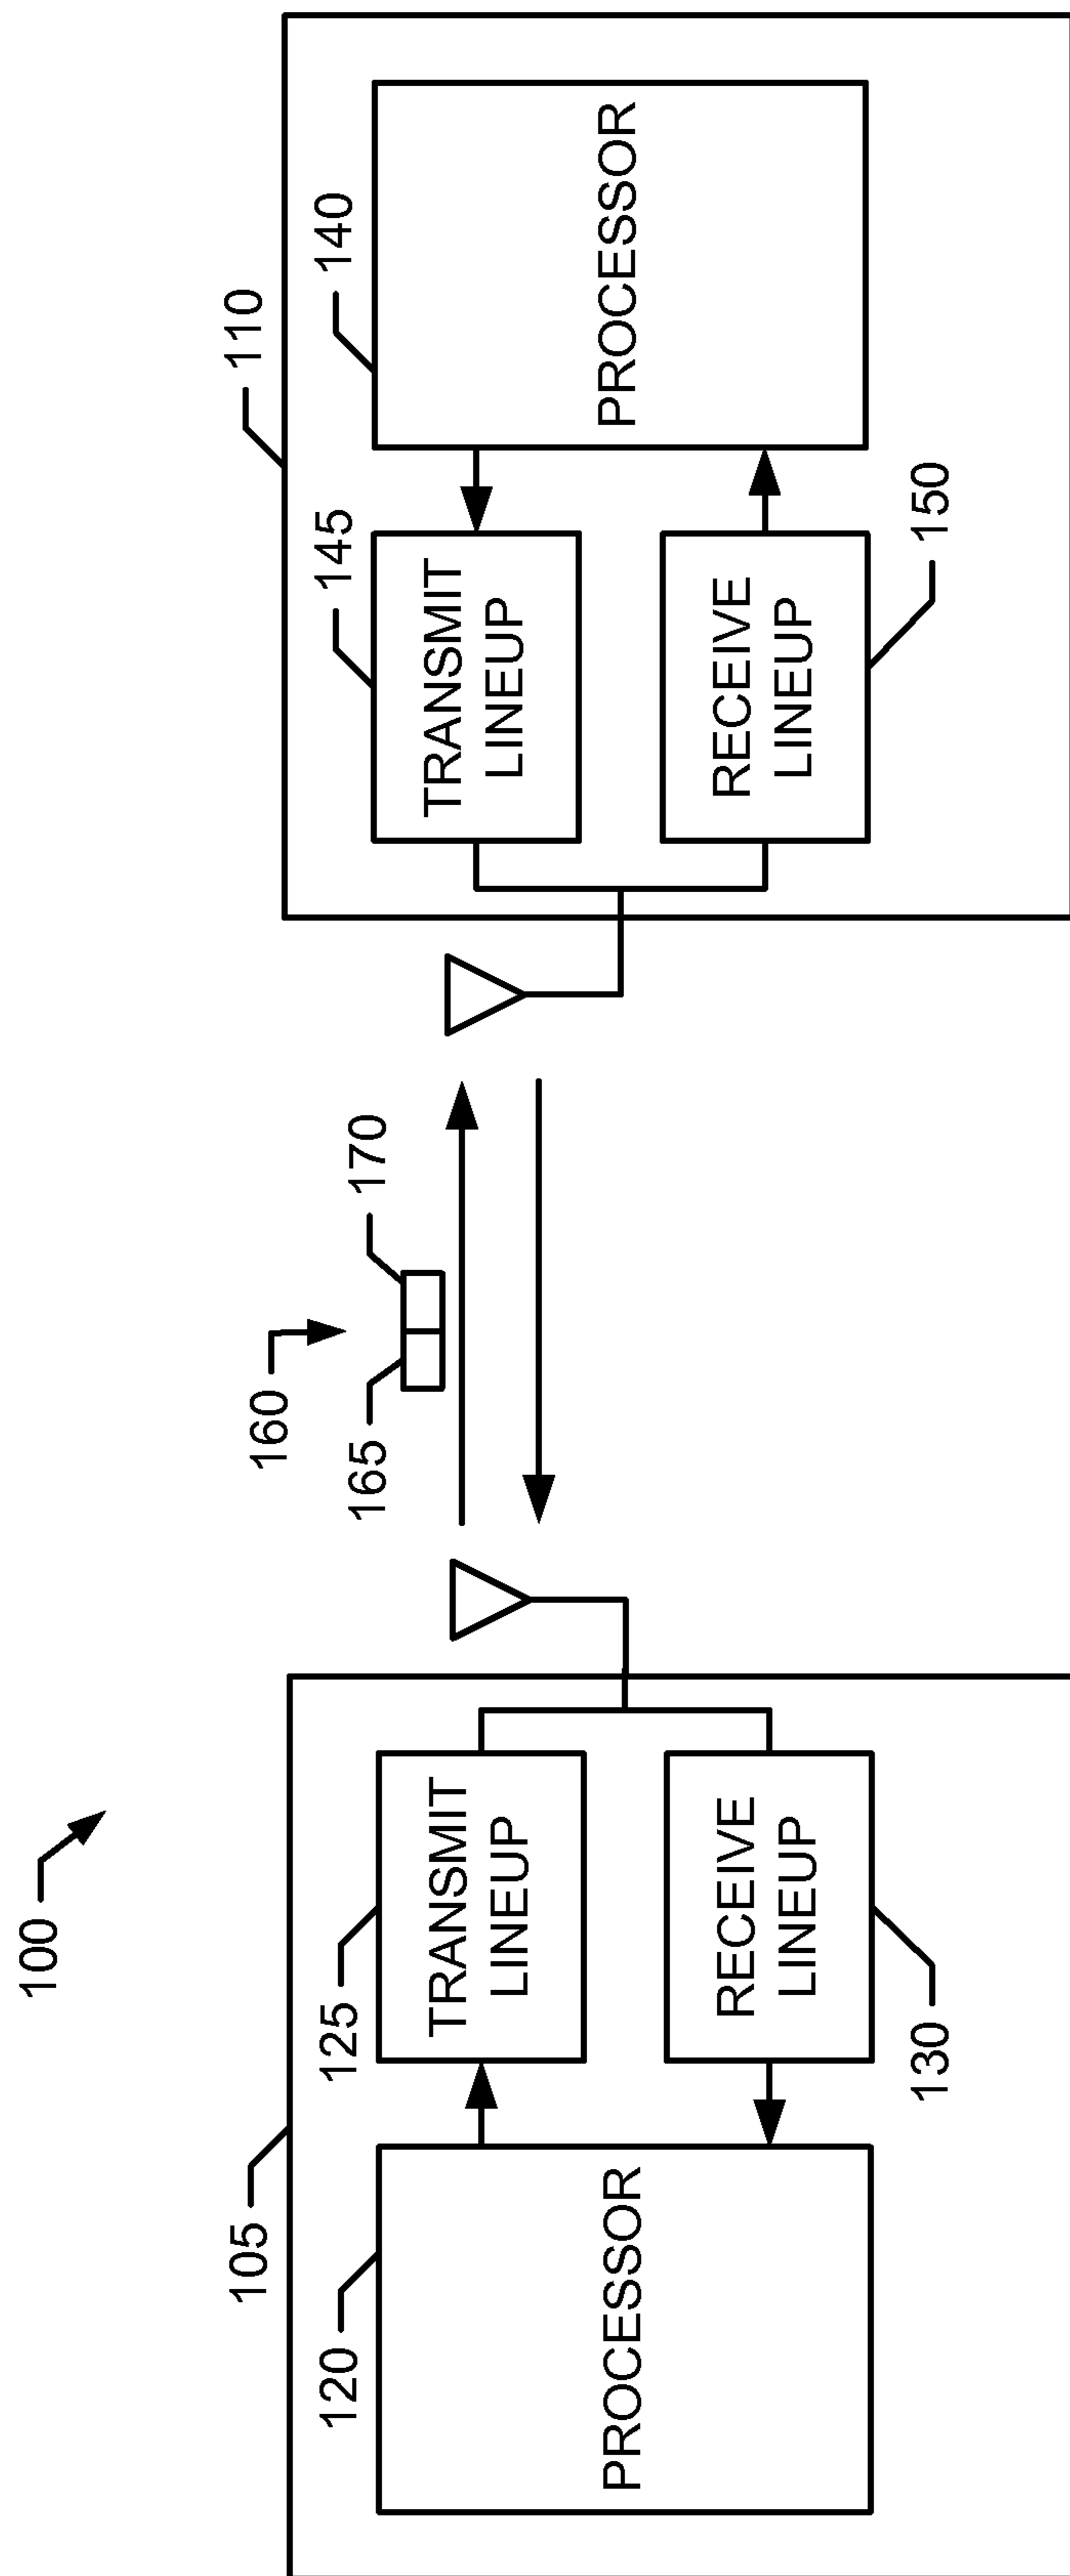 100
105
110
160
120
125
165
170
145
140
PROCESSOR
TRANSMIT
LINEUP
TRANSMIT
LINEUP
PROCESSOR
RECEIVE
LINEUP
RECEIVE
LINEUP
130
150